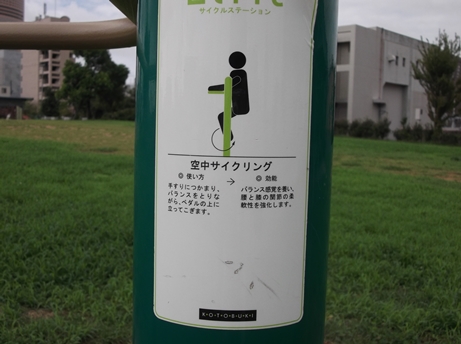 サイクルステーション
空中サイクリング
◎ 使い方
手すりにつかまり、
バランスをとりな
がら、ペダルの上に
立ってこぎます。
→
◎ 効能
バランス感覚を養い、
腰と膝の関節の柔
軟性を強化します。
KOTOBUKI